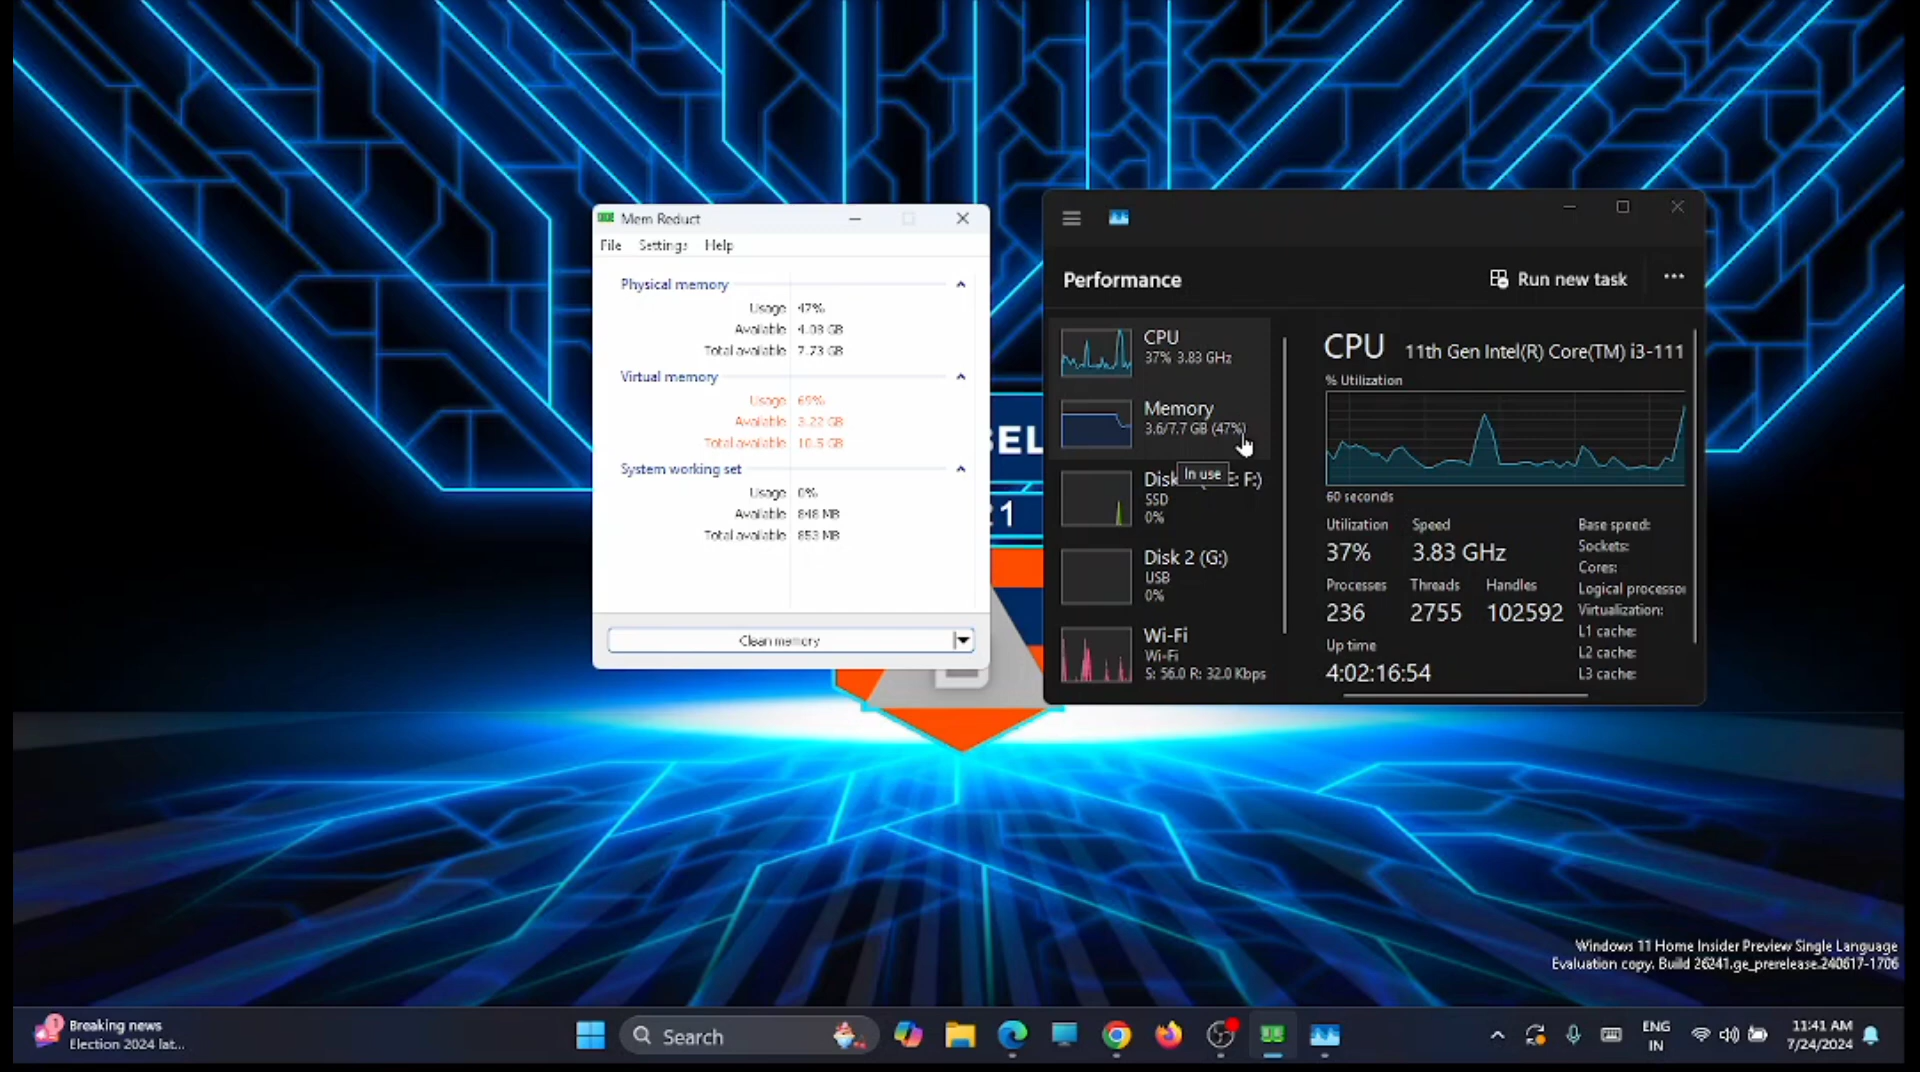 Mem Reduct
File Settings Help
Physical memory
Usage 47%
Available 4.08 GB
Total available 7.73 GB
Virtual memory
Usage 69%
Available 3.22 GB
Total available 10.5 GB
System working set
Usage 0%
Available 848 MB
Total available 853 MB
Clean memory
BEL
21
Performance
Run new task
CPU
37% 3.83 GHz
Memory
3.6/7.7 GB (47%)
In use
Disk E: F:)
SSD
0%
Disk 2 (G:)
USB
0%
Wi-Fi
Wi-Fi
S: 56.0 R: 32.0 Kbps
CPU 11th Gen Intel(R) Core(TM) i3-111
% Utilization
60 seconds
Utilization Speed
37% 3.83 GHz
Processes Threads Handles
236 2755 102592
Up time
4:02:16:54
Base speed:
Sockets:
Cores:
Logical processor
Virtualization:
L1 cache:
L2 cache:
L3 cache:
Windows 11 Home Insider Preview Single Language
Evaluation copy. Build 26241.ge_prerelease.240617-1706
1
Breaking news
Election 2024 lat...
Search
ENG
IN
11:41 AM
7/24/2024